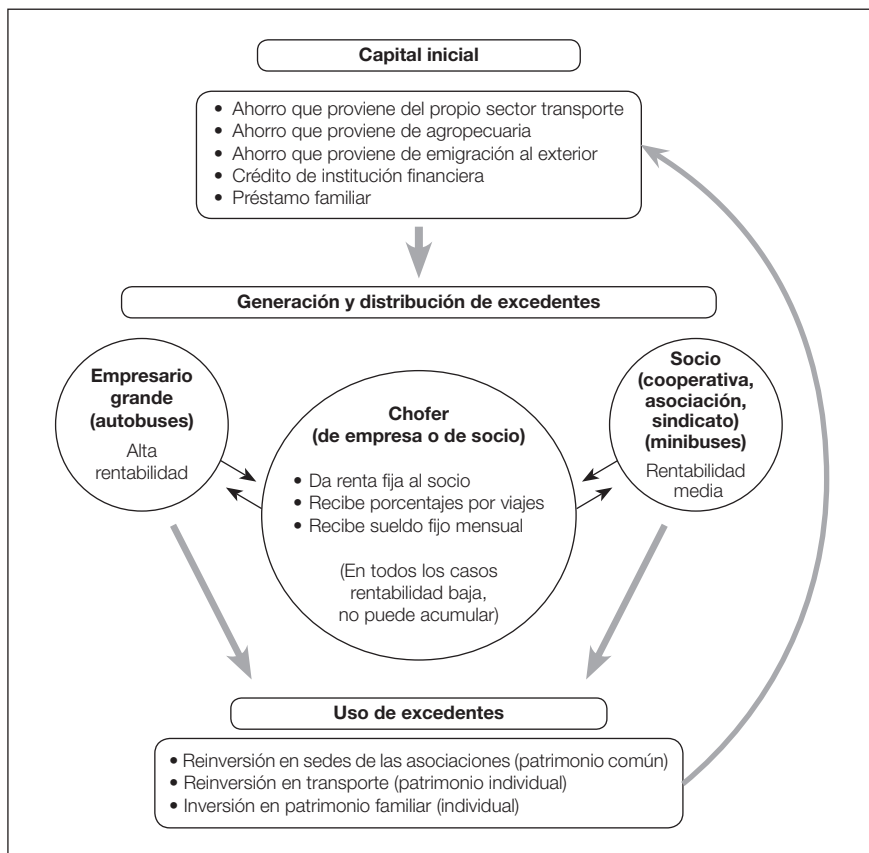 Capital inicial
• Ahorro que proviene del propio sector transporte
• Ahorro que proviene de agropecuaria
• Ahorro que proviene de emigración al exterior
• Crédito de institución financiera
• Préstamo familiar
Generación y distribución de excedentes
Empresario
grande
(autobuses)
Alta
rentabilidad
Chofer
(de empresa o de socio)
• Da renta fija al socio
• Recibe porcentajes por viajes
• Recibe sueldo fijo mensual
(En todos los casos
rentabilidad baja,
no puede acumular)
Socio
(cooperativa,
asociación,
sindicato)
(minibuses)
Rentabilidad
media
Uso de excedentes
• Reinversión en sedes de las asociaciones (patrimonio común)
• Reinversión en transporte (patrimonio individual)
• Inversión en patrimonio familiar (individual)